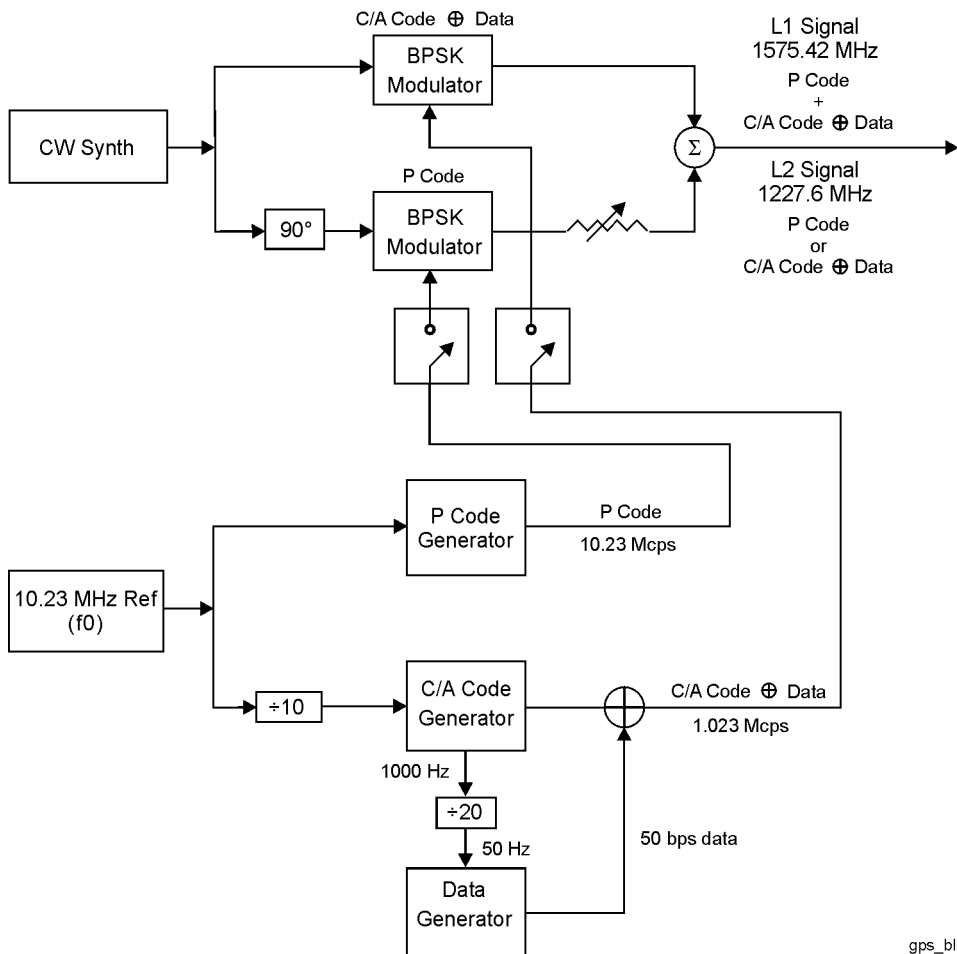 C/A Code ⊕ Data
BPSK
Modulator
L1 Signal
1575.42 MHz
P Code
+
C/A Code ⊕ Data
CW Synth
Σ
L2 Signal
1227.6 MHz
P Code
or
C/A Code ⊕ Data
P Code
90°
BPSK
Modulator
P Code
Generator
P Code
10.23 Mcps
10.23 MHz Ref
(f0)
÷10
C/A Code
Generator
C/A Code ⊕ Data
1.023 Mcps
1000 Hz
÷20
50 Hz
50 bps data
Data
Generator
gps_bl